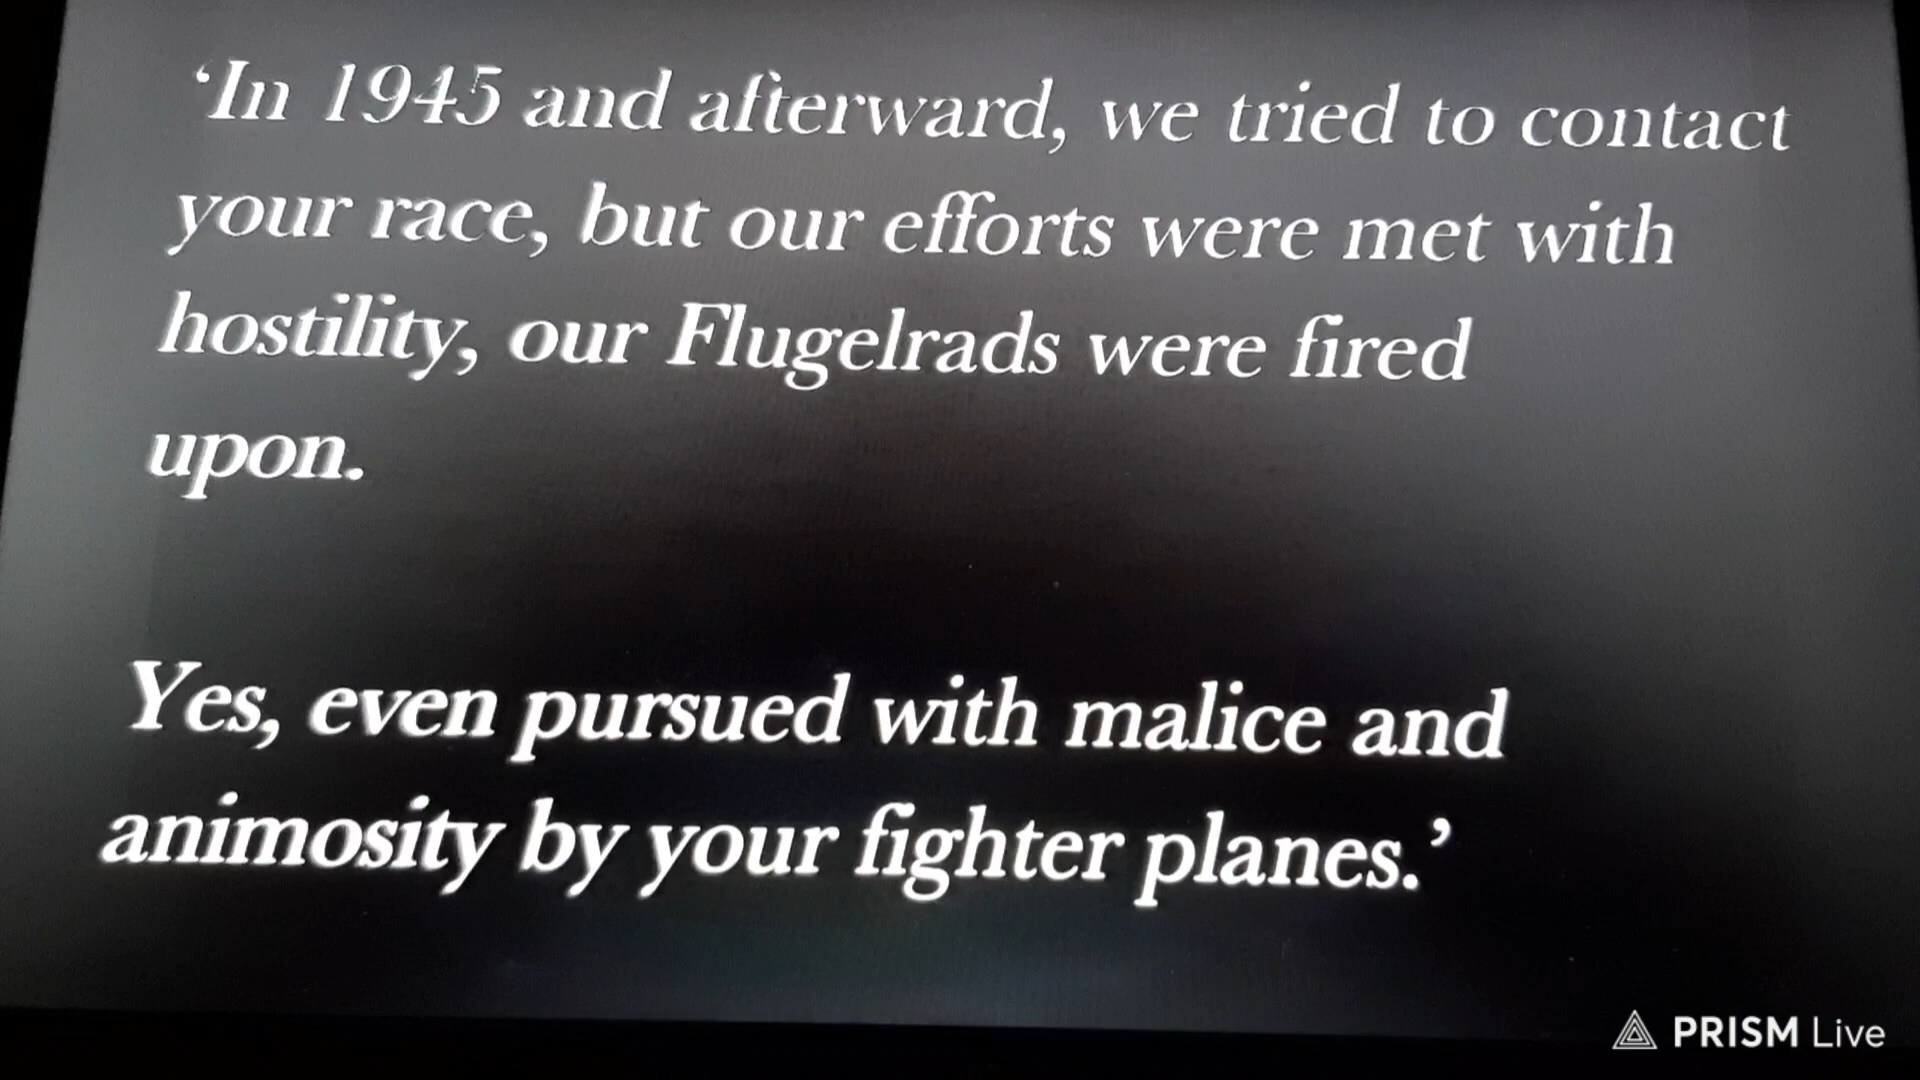 ‘In 1945 and afterward, we tried to contact
your race, but our efforts were met with
hostility, our Flugelrads were fired
upon.
Yes, even pursued with malice and
animosity by your fighter planes.’
PRISM Live